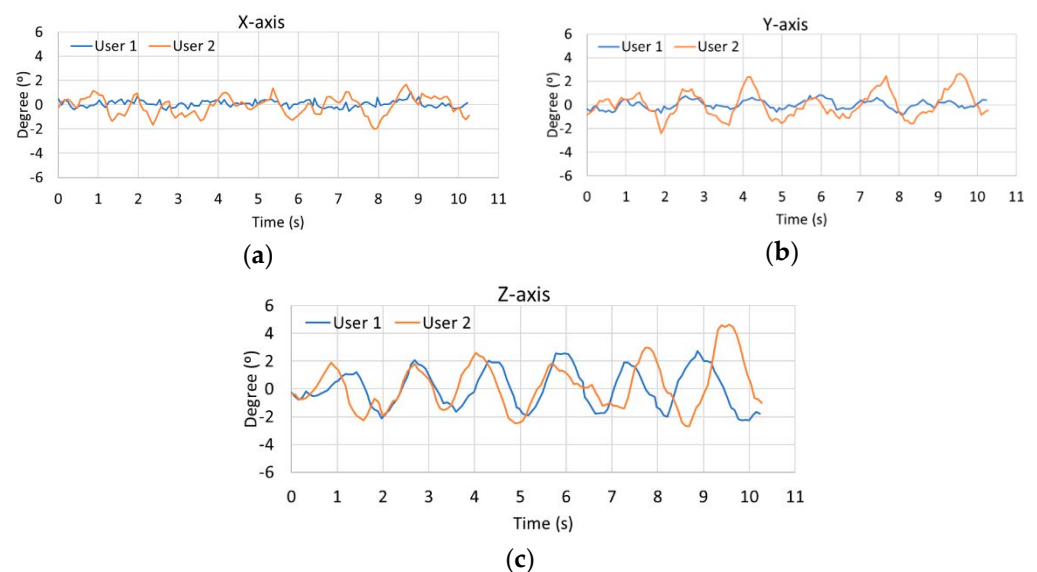 X-axis
User 1
User 2
Degree (º)
6
4
2
0
-2
-4
-6
0 1 2 3 4 5 6 7 8 9 10 11
Time (s)
(a)
Y-axis
User 1
User 2
Degree (º)
6
4
2
0
-2
-4
-6
0 1 2 3 4 5 6 7 8 9 10 11
Time (s)
(b)
Z-axis
User 1
User 2
Degree (º)
6
4
2
0
-2
-4
-6
0 1 2 3 4 5 6 7 8 9 10 11
Time (s)
(c)